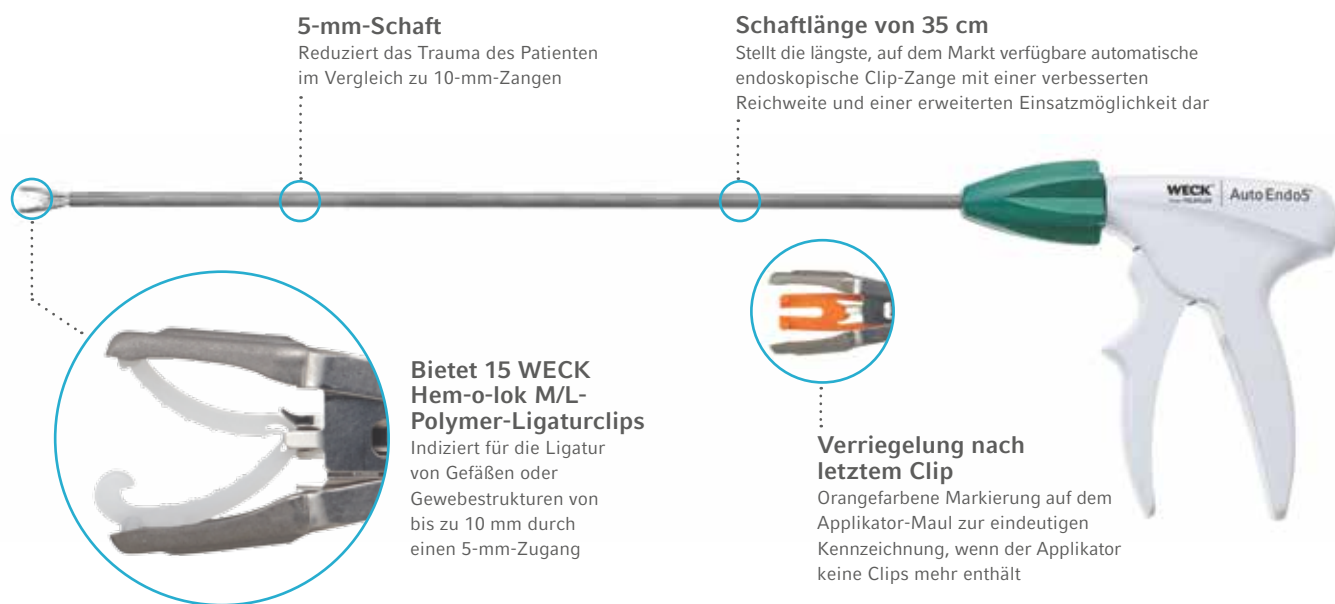 5-mm-Schaft
Reduziert das Trauma des Patienten
im Vergleich zu 10-mm-Zangen
Schaftlänge von 35 cm
Stellt die längste, auf dem Markt verfügbare automatische
endoskopische Clip-Zange mit einer verbesserten
Reichweite und einer erweiterten Einsatzmöglichkeit dar
WECK
Auto Endo5
Bietet 15 WECK
Hem-o-lok M/L-
Polymer-Ligaturclips
Indiziert für die Ligatur
von Gefäßen oder
Gewebestrukturen von
bis zu 10 mm durch
einen 5-mm-Zugang
Verriegelung nach
letztem Clip
Orangefarbene Markierung auf dem
Applikator-Maul zur eindeutigen
Kennzeichnung, wenn der Applikator
keine Clips mehr enthält